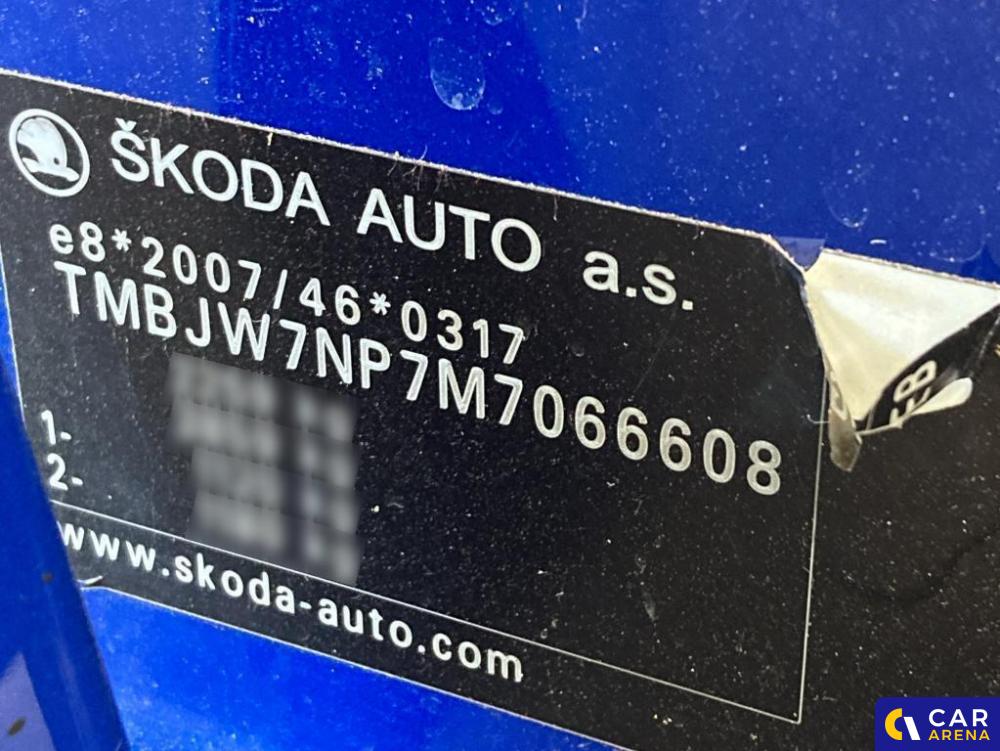 ŠKODA AUTO a.s.
e8*2007/46*0317
TMBJW7NP7M7066608
1-
2-
www.skoda-auto.com
CAR
ARENA